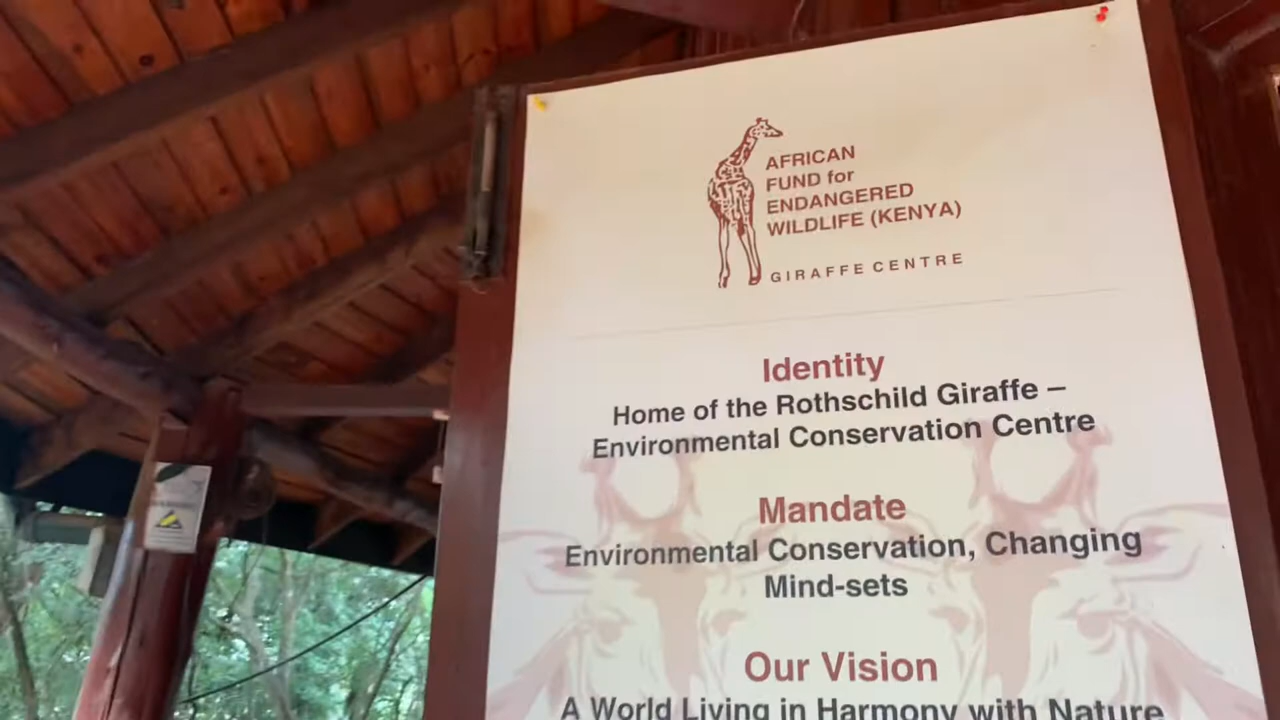 AFRICAN
FUND for
ENDANGERED
WILDLIFE (KENYA)
GIRAFFE CENTRE
Identity
Home of the Rothschild Giraffe –
Environmental Conservation Centre
Mandate
Environmental Conservation, Changing
Mind-sets
Our Vision
A World Living in Harmony with Nature